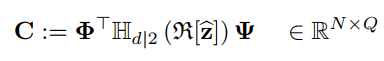 𝐂 := 𝚽^⊤ ℍ_{d|2} (ℜ[ẑ]) 𝚿 ∈ ℝ^{N×Q}